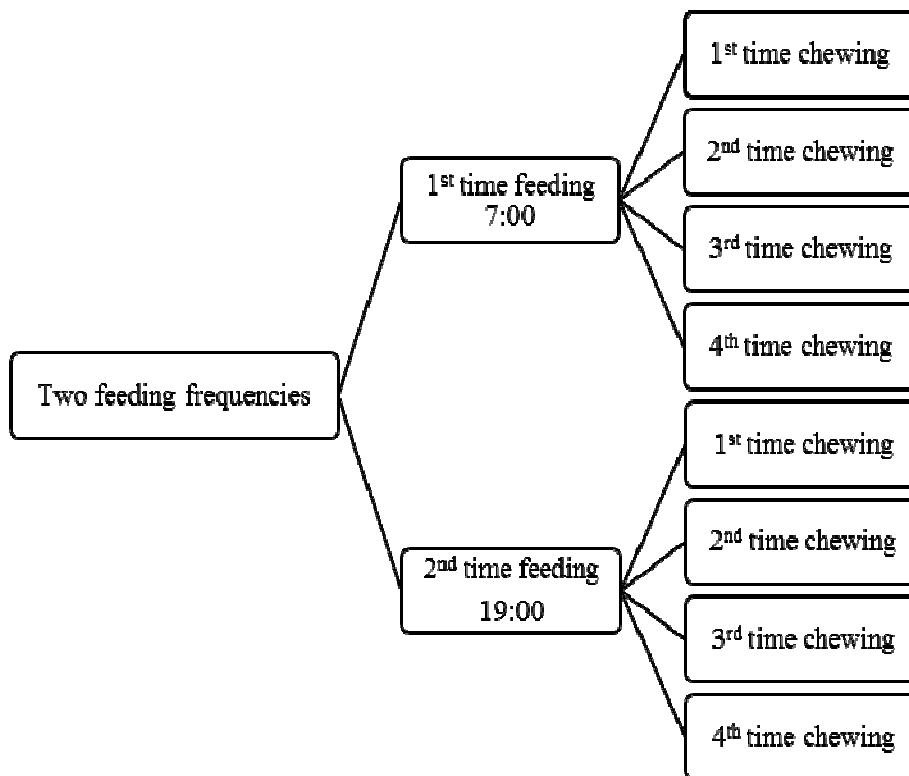 Two feeding frequencies
1st time feeding
7:00
1st time chewing
2nd time chewing
3rd time chewing
4th time chewing
2nd time feeding
19:00
1st time chewing
2nd time chewing
3rd time chewing
4th time chewing